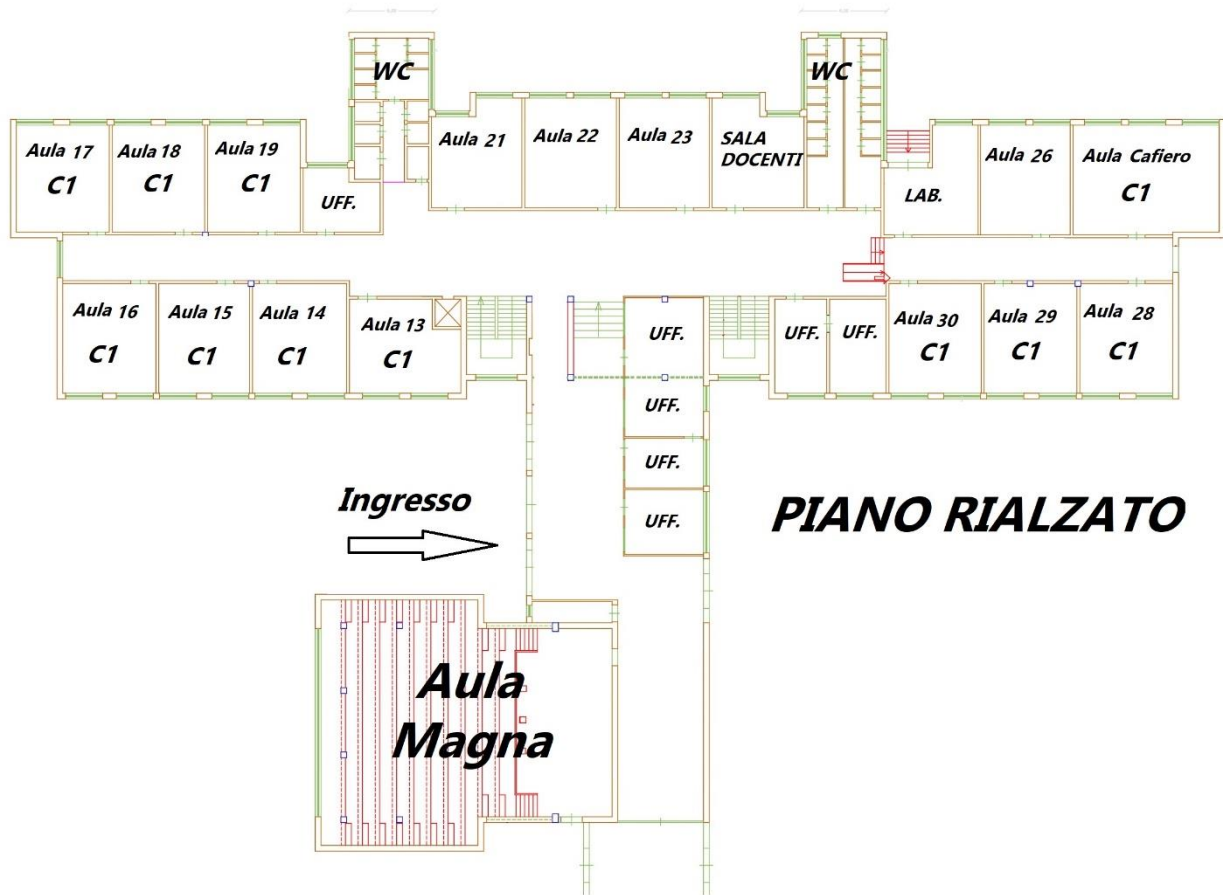 WC
WC
Aula 17
C1
Aula 18
C1
Aula 19
C1
UFF.
Aula 21
Aula 22
Aula 23
SALA
DOCENTI
LAB.
Aula 26
Aula Cafiero
C1
Aula 16
C1
Aula 15
C1
Aula 14
C1
Aula 13
C1
UFF.
UFF.
UFF.
UFF.
UFF.
UFF.
Aula 30
C1
Aula 29
C1
Aula 28
C1
Ingresso
PIANO RIALZATO
Aula
Magna